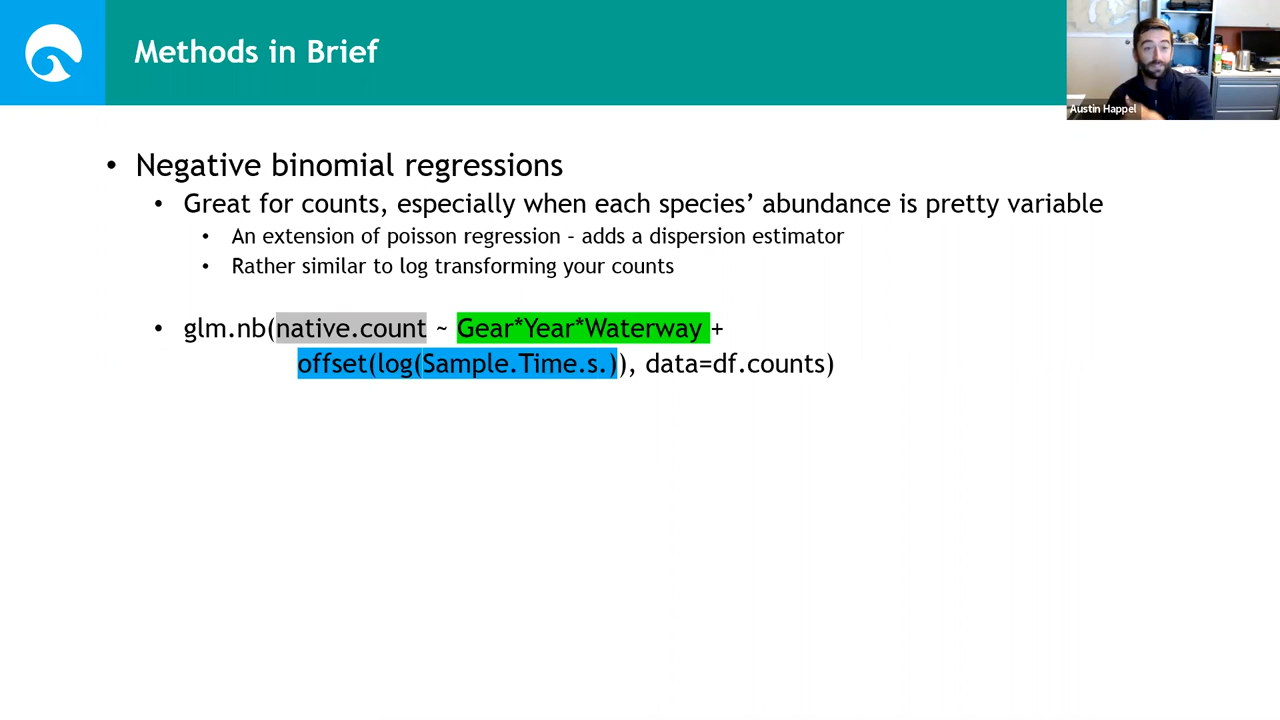 Methods in Brief
Austin Happel
• Negative binomial regressions
• Great for counts, especially when each species’ abundance is pretty variable
• An extension of poisson regression – adds a dispersion estimator
• Rather similar to log transforming your counts
• glm.nb(native.count ~ Gear*Year*Waterway +
offset(log(Sample.Time.s.)), data=df.counts)